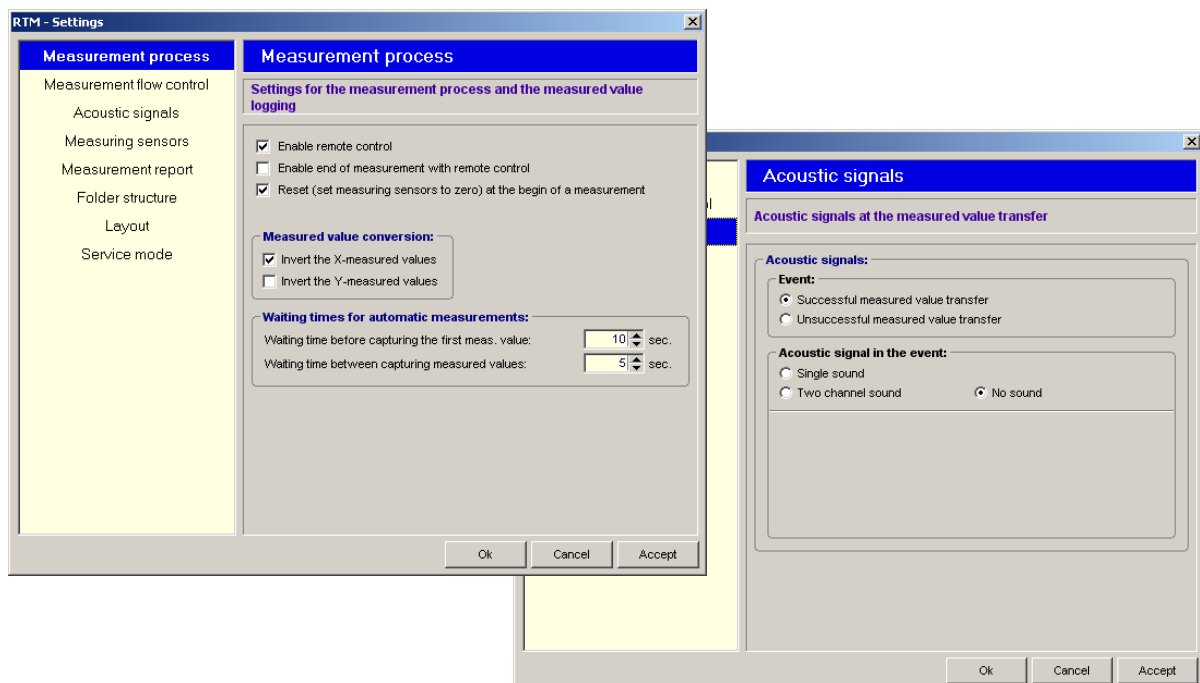 RTM - Settings
Measurement process
Measurement flow control
Acoustic signals
Measuring sensors
Measurement report
Folder structure
Layout
Service mode
Measurement process
Settings for the measurement process and the measured value
logging
Enable remote control
Enable end of measurement with remote control
Reset (set measuring sensors to zero) at the begin of a measurement
Measured value conversion:
Invert the X-measured values
Invert the Y-measured values
Waiting times for automatic measurements:
Waiting time before capturing the first meas. value: 10 sec.
Waiting time between capturing measured values: 5 sec.
Ok Cancel Accept
Acoustic signals
Acoustic signals at the measured value transfer
Acoustic signals:
Event:
Successful measured value transfer
Unsuccessful measured value transfer
Acoustic signal in the event:
Single sound
Two channel sound No sound
Ok Cancel Accept